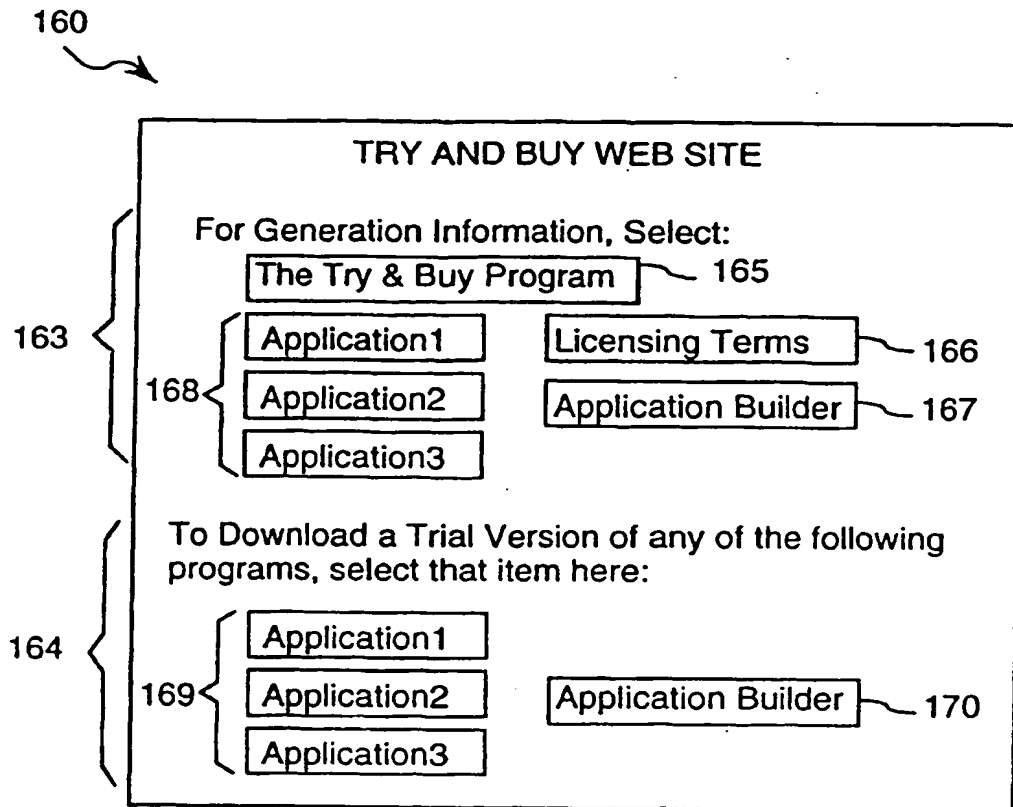 160
TRY AND BUY WEB SITE
For Generation Information, Select:
The Try & Buy Program 165
163
168
Application1 Licensing Terms 166
Application2 Application Builder 167
Application3
To Download a Trial Version of any of the following
programs, select that item here:
164
169
Application1
Application2 Application Builder 170
Application3